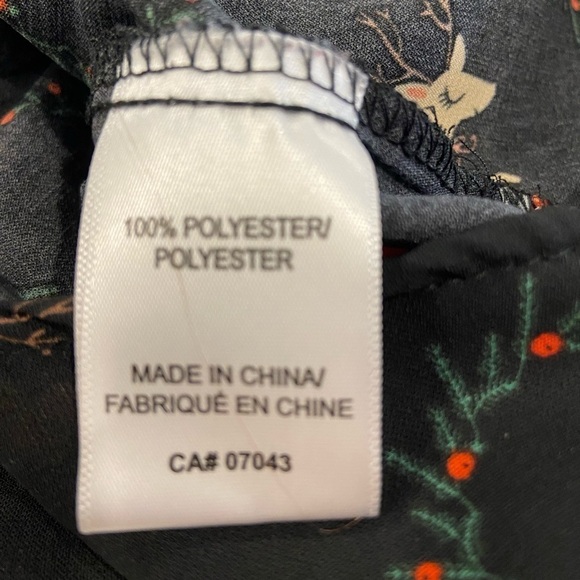 100% POLYESTER/
POLYESTER
MADE IN CHINA/
FABRIQUÉ EN CHINE
CA# 07043